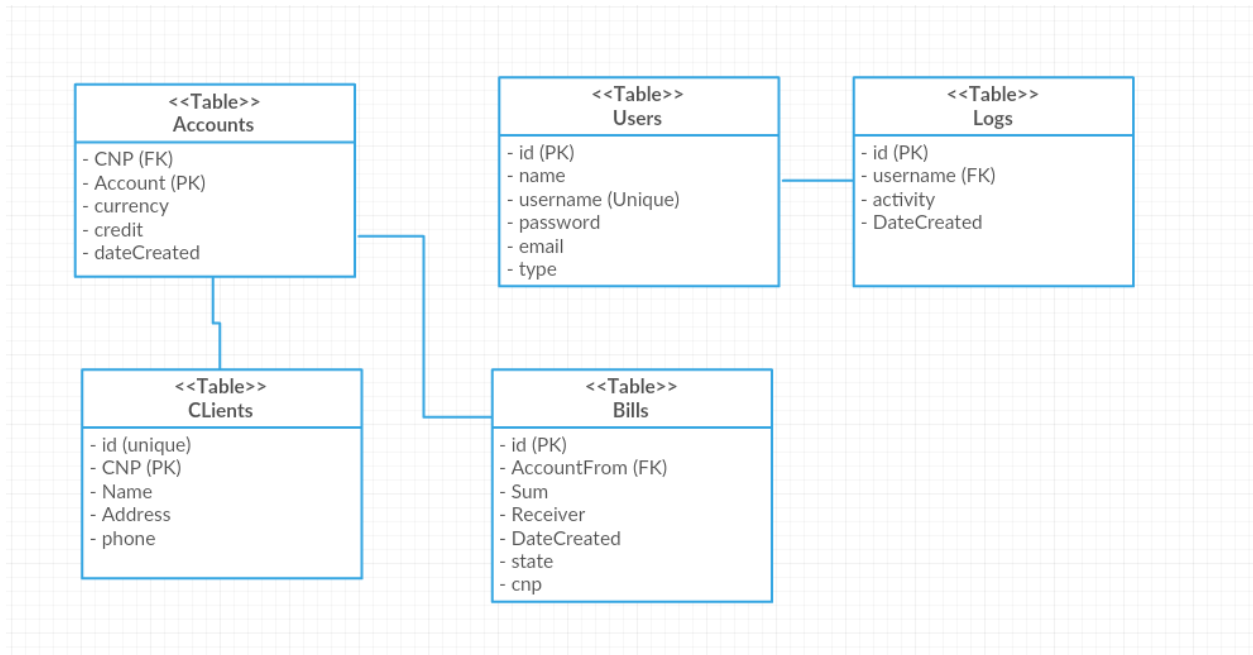 <<Table>>
Accounts
- CNP (FK)
- Account (PK)
- currency
- credit
- dateCreated
<<Table>>
Users
- id (PK)
- name
- username (Unique)
- password
- email
- type
<<Table>>
Logs
- id (PK)
- username (FK)
- activity
- DateCreated
<<Table>>
CLients
- id (unique)
- CNP (PK)
- Name
- Address
- phone
<<Table>>
Bills
- id (PK)
- AccountFrom (FK)
- Sum
- Receiver
- DateCreated
- state
- cnp